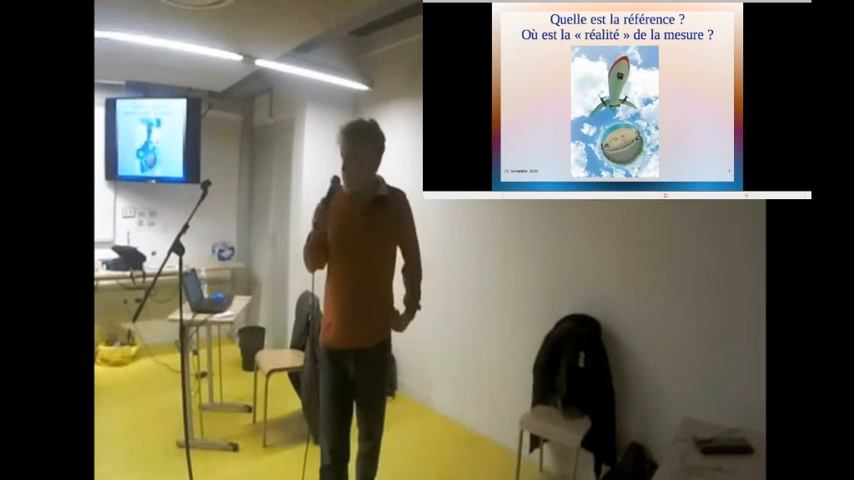 Quelle est la référence ?
Où est la « réalité » de la mesure ?